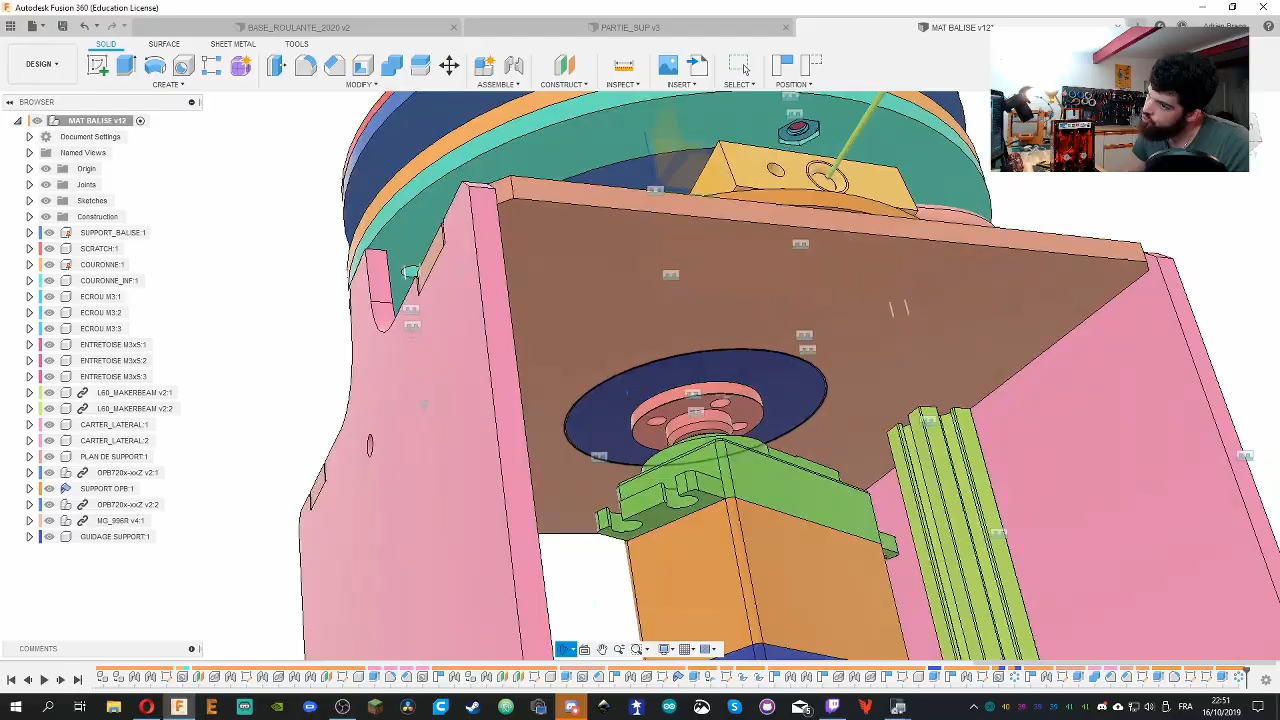 Autodesk Fusion 360 (Education License)
BASE_ROULANTE_2020 v2
PARTIE_SUP v3
MAT BALISE v12*
SOLID
SURFACE
SHEET METAL
TOOLS
DESIGN
CREATE
MODIFY
ASSEMBLE
CONSTRUCT
INSPECT
INSERT
SELECT
POSITION
BROWSER
MAT BALISE v12
Document Settings
Named Views
Origin
Joints
Sketches
Construction
SUPPORT_BALISE:1
SCRATCH:1
COURONNE:1
COURONNE_INF:1
ECROU M3:1
ECROU M3:2
ECROU M3:3
ENTRETOISE M3x5:1
ENTRETOISE M3x5:2
ENTRETOISE M3x5:3
L60_MAKERBEAM v2:1
L60_MAKERBEAM v2:2
CARTER_LATERAL:1
CARTER_LATERAL:2
PLAN DE SUPPORT:1
OPB720x-xxZ v2:1
SUPPORT OPB:1
OPB720x-xxZ v2:2
MG_996R v4:1
GUIDAGE SUPPORT:1
COMMENTS
FRA
22:51
16/10/2019